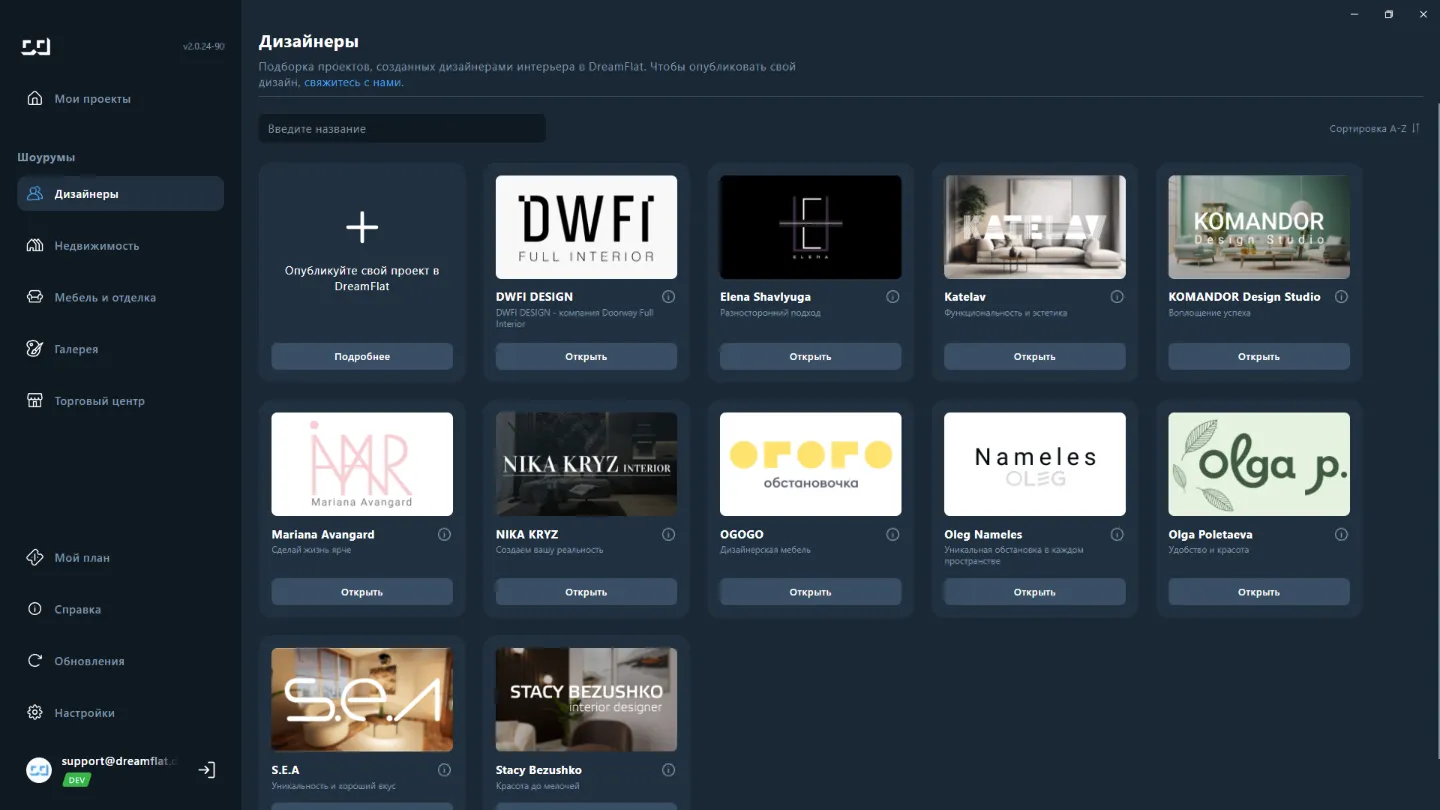 v2.0.24-90
Мои проекты
Шоурумы
Дизайнеры
Недвижимость
Мебель и отделка
Галерея
Торговый центр
Мой план
Справка
Обновления
Настройки
support@dreamflat.c
DEV
Дизайнеры
Подборка проектов, созданных дизайнерами интерьера в DreamFlat. Чтобы опубликовать свой
дизайн, свяжитесь с нами.
Введите название
Сортировка A-Z
Опубликуйте свой проект в
DreamFlat
Подробнее
DWFI
FULL INTERIOR
DWFI DESIGN
DWFI DESIGN - компания Doorway Full
Interior
Открыть
ELENA
Elena Shavlyuga
Разносторонний подход
Открыть
KATELAV
Katelav
Функциональность и эстетика
Открыть
KOMANDOR
Design Studio
KOMANDOR Design Studio
Воплощение успеха
Открыть
Mariana Avangard
Mariana Avangard
Сделай жизнь ярче
Открыть
NIKA KRYZ INTERIOR
NIKA KRYZ
Создаем вашу реальность
Открыть
огого
обстановочка
OGOGO
Дизайнерская мебель
Открыть
Nameles
OLEG
Oleg Nameles
Уникальная обстановка в каждом
пространстве
Открыть
olga p.
Olga Poletaeva
Удобство и красота
Открыть
S.e.A
S.E.A
Уникальность и хороший вкус
STACY BEZUSHKO
interior designer
Stacy Bezushko
Красота до мелочей